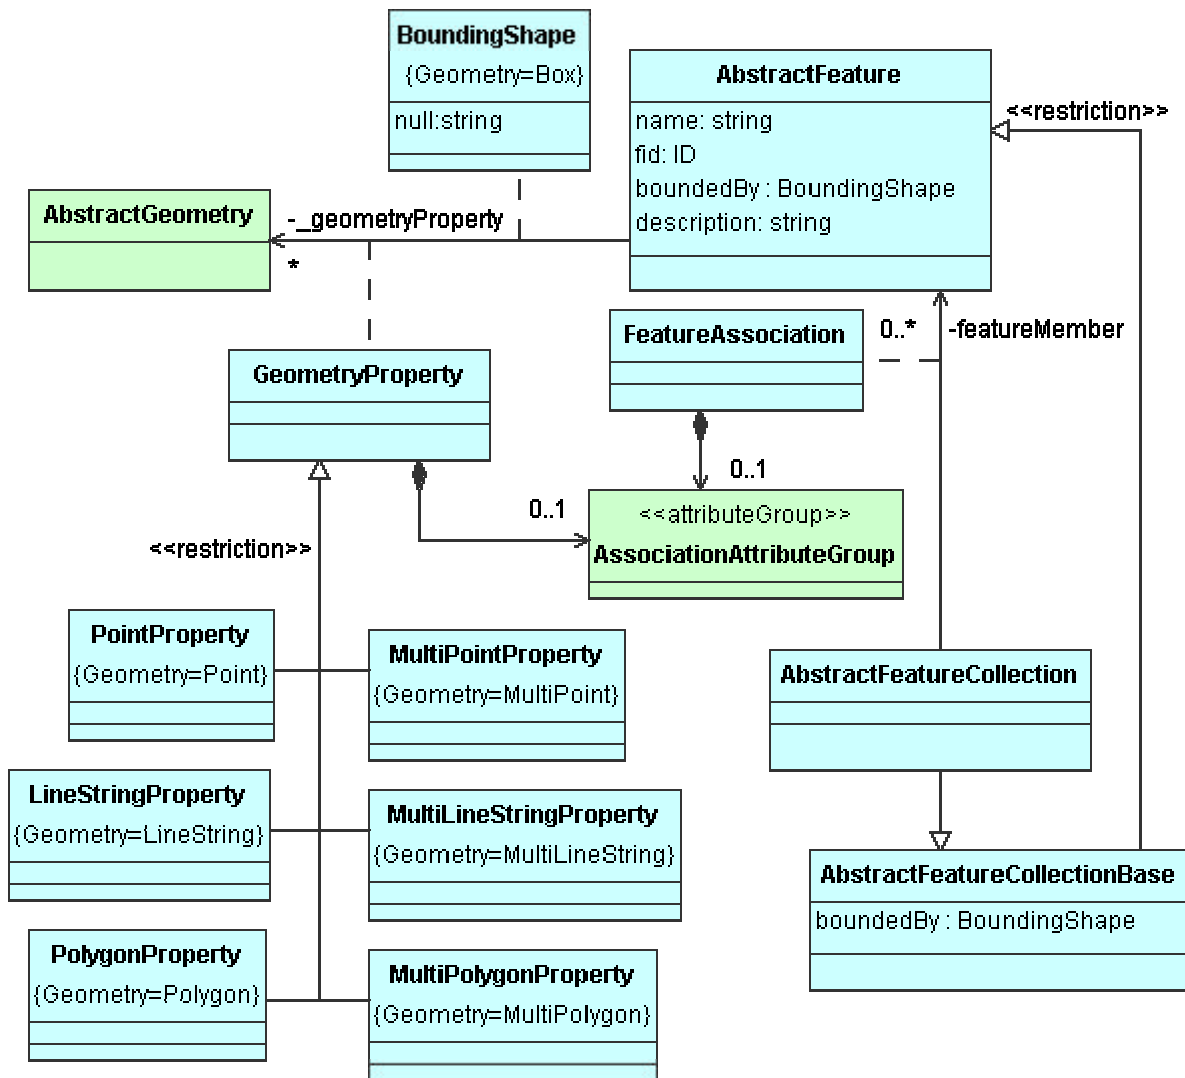 BoundingShape
{Geometry=Box}
null:string
AbstractFeature
name: string
fid: ID
boundedBy : BoundingShape
description: string
<<restriction>>
AbstractGeometry
-_geometryProperty
*
FeatureAssociation
0..*
-featureMember
GeometryProperty
0..1
0..1
<<attributeGroup>>
AssociationAttributeGroup
<<restriction>>
PointProperty
{Geometry=Point}
MultiPointProperty
{Geometry=MultiPoint}
AbstractFeatureCollection
LineStringProperty
{Geometry=LineString}
MultiLineStringProperty
{Geometry=MultiLineString}
AbstractFeatureCollectionBase
boundedBy : BoundingShape
PolygonProperty
{Geometry=Polygon}
MultiPolygonProperty
{Geometry=MultiPolygon}